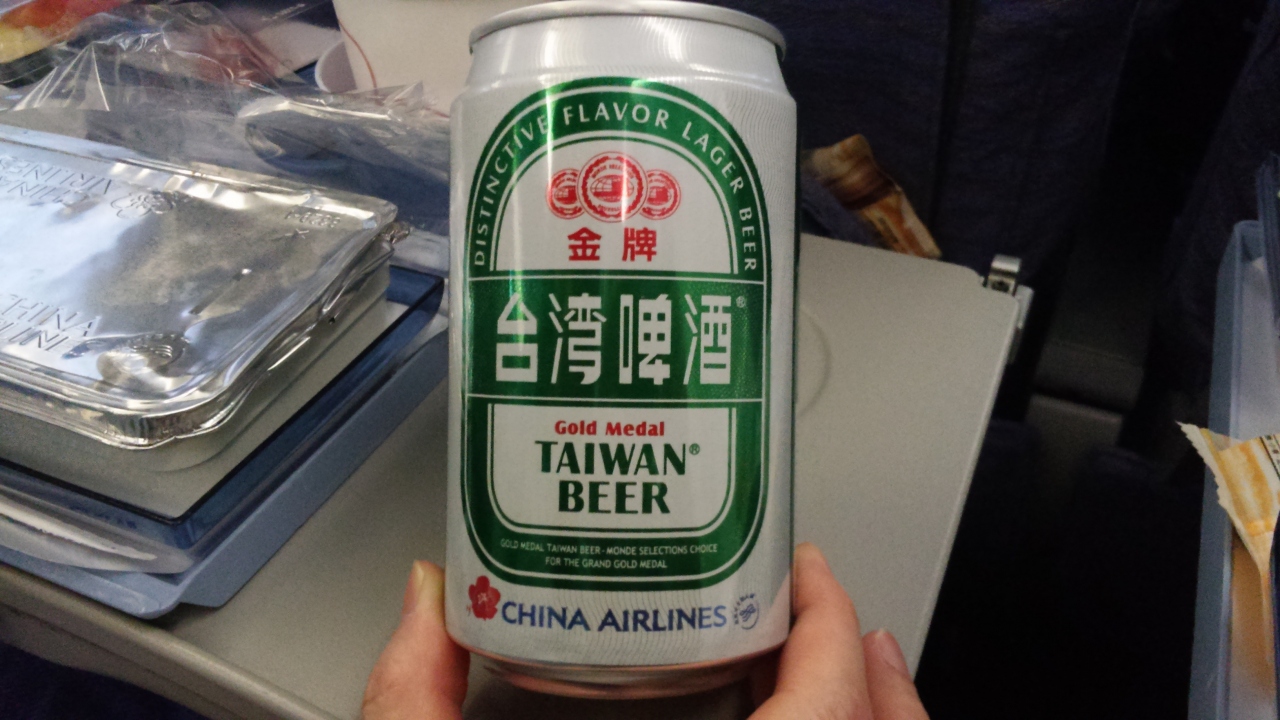 DISTINCTIVE FLAVOR LAGER BEER
金牌
台湾啤酒®
Gold Medal
TAIWAN®
BEER
GOLD MEDAL TAIWAN BEER-MONDE SELECTIONS CHOICE
FOR THE GRAND GOLD MEDAL
CHINA AIRLINES